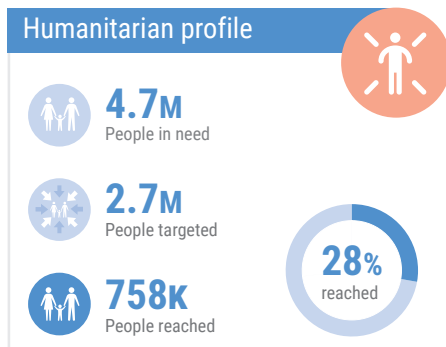 Humanitarian profile
4.7M
People in need
2.7M
People targeted
758K
People reached
28%
reached